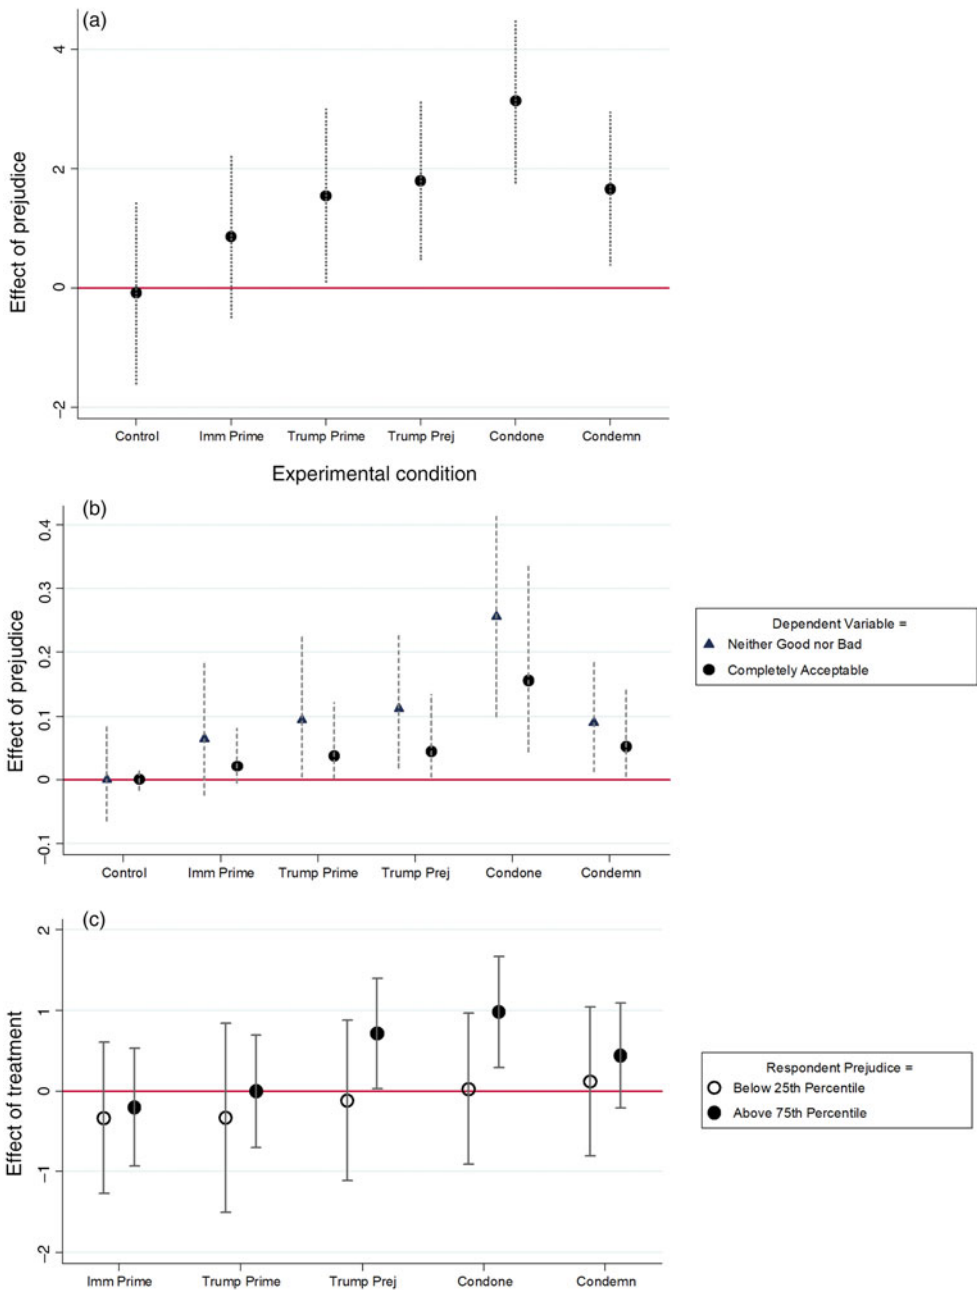 (a)
Effect of prejudice
4
2
0
-2
Control Imm Prime Trump Prime Trump Prej Condone Condemn
Experimental condition
(b)
Effect of prejudice
0.4
0.3
0.2
0.1
0
-0.1
Control Imm Prime Trump Prime Trump Prej Condone Condemn
Dependent Variable =
Neither Good nor Bad
Completely Acceptable
(c)
Effect of treatment
2
1
0
-1
-2
Imm Prime Trump Prime Trump Prej Condone Condemn
Respondent Prejudice =
Below 25th Percentile
Above 75th Percentile